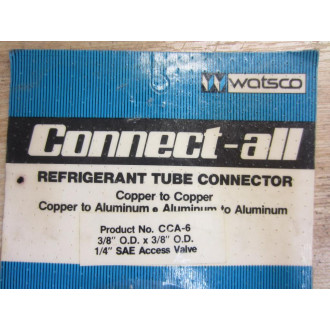 watsco
Connect-all
REFRIGERANT TUBE CONNECTOR
Copper to Copper
Copper to Aluminum • Aluminum to Aluminum
Product No. CCA-6
3/8" O.D. x 3/8" O.D.
1/4" SAE Access Valve